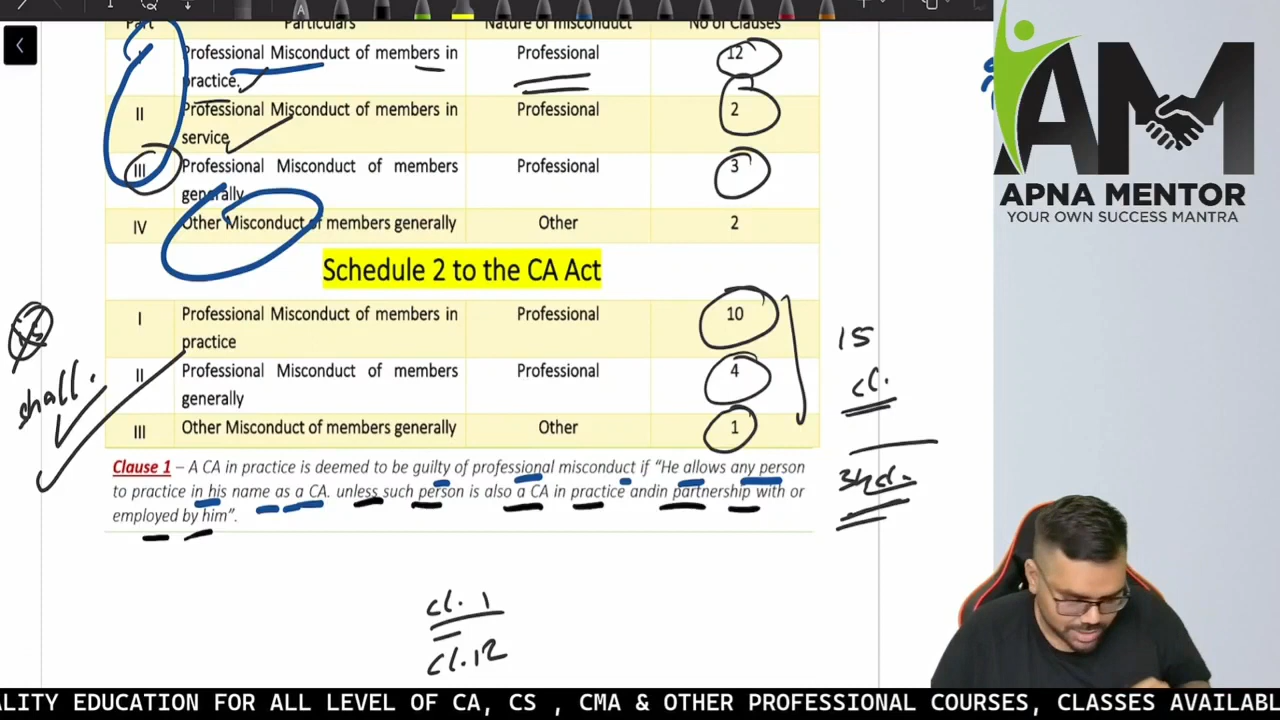 Part Particulars Nature of misconduct No of Clauses
I Professional Misconduct of members in practice. Professional 12
II Professional Misconduct of members in service Professional 2
III Professional Misconduct of members generally Professional 3
IV Other Misconduct of members generally Other 2
Schedule 2 to the CA Act
I Professional Misconduct of members in practice Professional 10
II Professional Misconduct of members generally Professional 4
III Other Misconduct of members generally Other 1
Clause 1 – A CA in practice is deemed to be guilty of professional misconduct if “He allows any person
to practice in his name as a CA. unless such person is also a CA in practice andin partnership with or
employed by him”.
shall.
15
cl.
cl. 1
cl. 12
A
AM
APNA MENTOR
YOUR OWN SUCCESS MANTRA
ALITY EDUCATION FOR ALL LEVEL OF CA, CS , CMA & OTHER PROFESSIONAL COURSES, CLASSES AVAILABL